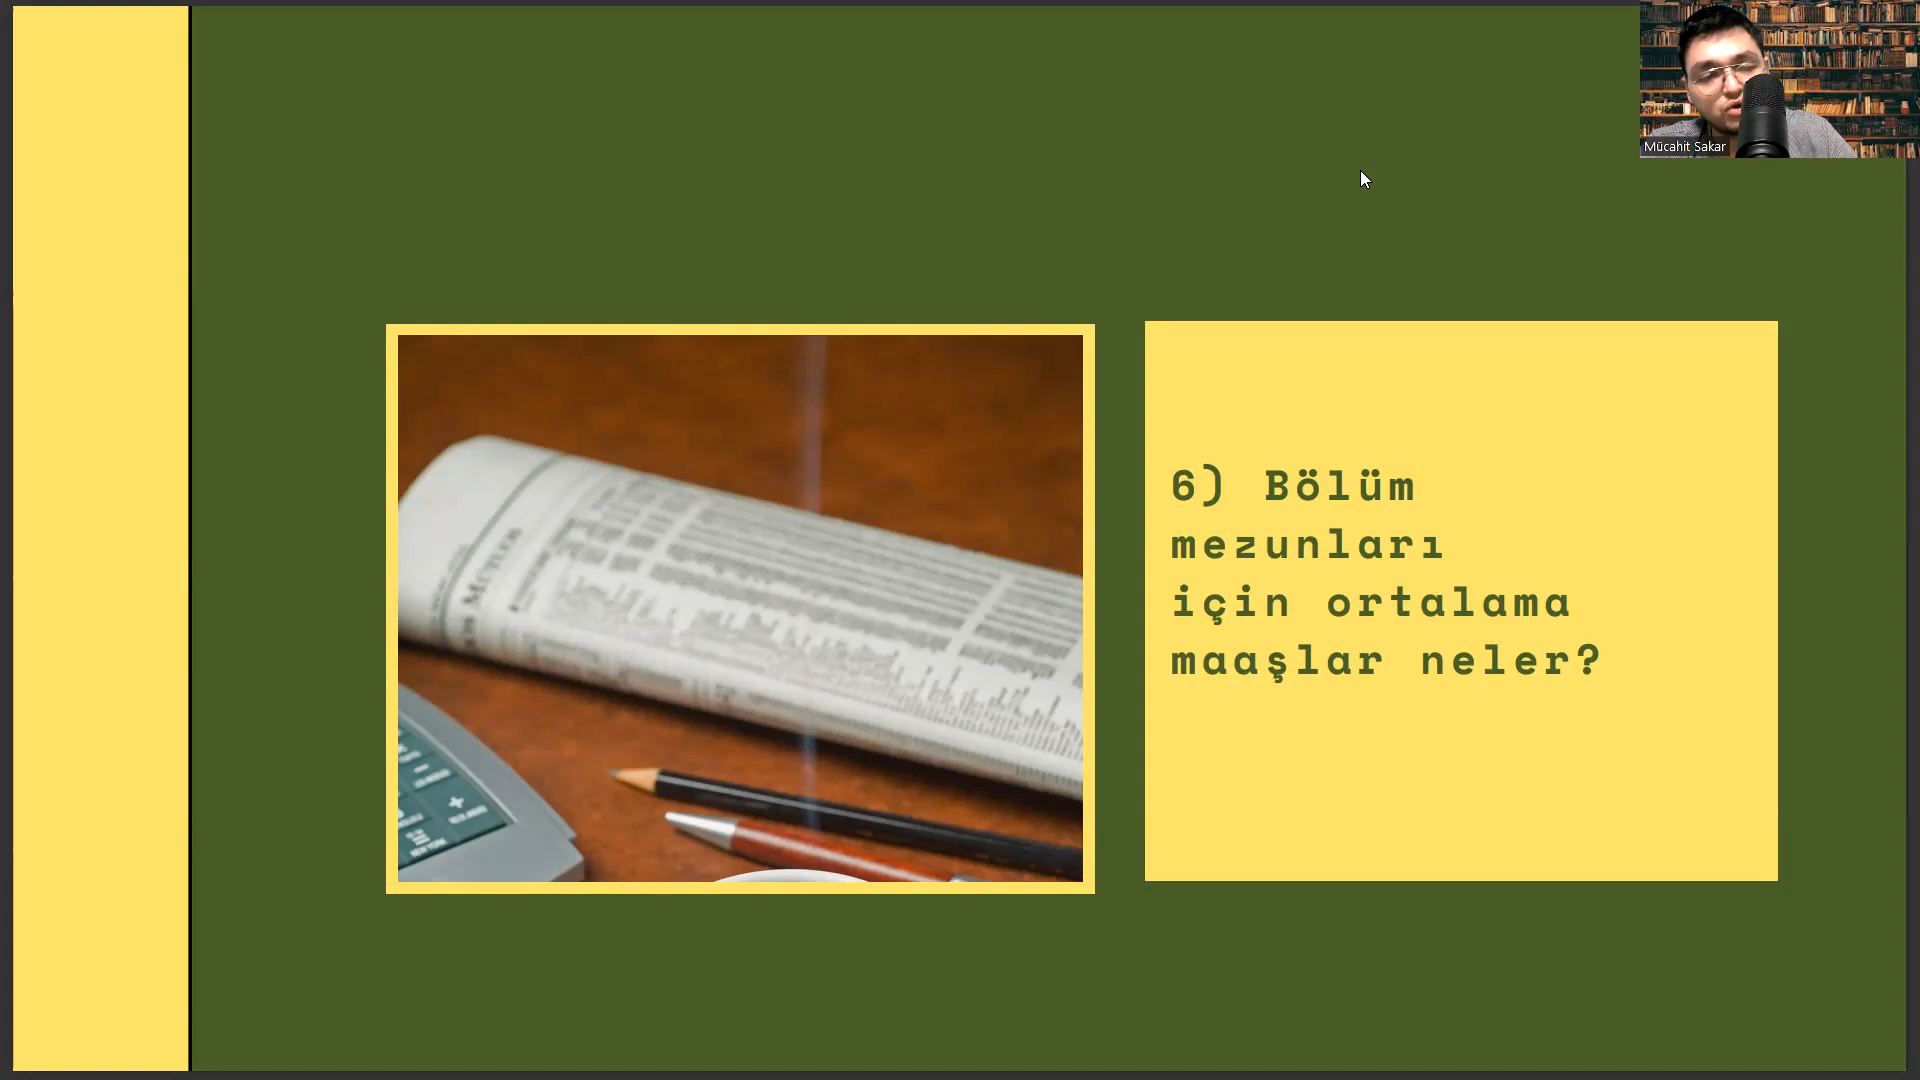 Mücahit Sakar
6) Bölüm
mezunları
için ortalama
maaşlar neler?